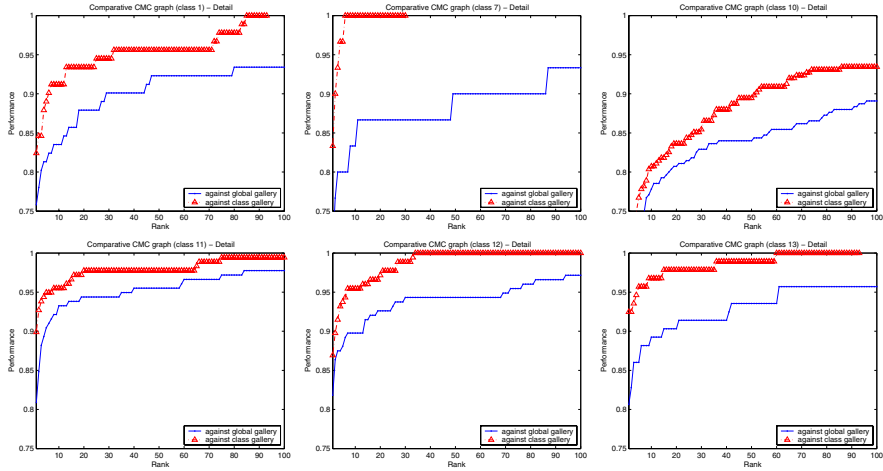 Comparative CMC graph (class 1) – Detail
1
0.95
0.9
0.85
0.8
0.75
Performance
10 20 30 40 50 60 70 80 90 100
Rank
against global gallery
against class gallery
Comparative CMC graph (class 7) – Detail
1
0.95
0.9
0.85
0.8
0.75
Performance
10 20 30 40 50 60 70 80 90 100
Rank
against global gallery
against class gallery
Comparative CMC graph (class 10) – Detail
1
0.95
0.9
0.85
0.8
0.75
Performance
10 20 30 40 50 60 70 80 90 100
Rank
against global gallery
against class gallery
Comparative CMC graph (class 11) – Detail
1
0.95
0.9
0.85
0.8
0.75
Performance
10 20 30 40 50 60 70 80 90 100
Rank
against global gallery
against class gallery
Comparative CMC graph (class 12) – Detail
1
0.95
0.9
0.85
0.8
0.75
Performance
10 20 30 40 50 60 70 80 90 100
Rank
against global gallery
against class gallery
Comparative CMC graph (class 13) – Detail
1
0.95
0.9
0.85
0.8
0.75
Performance
10 20 30 40 50 60 70 80 90 100
Rank
against global gallery
against class gallery